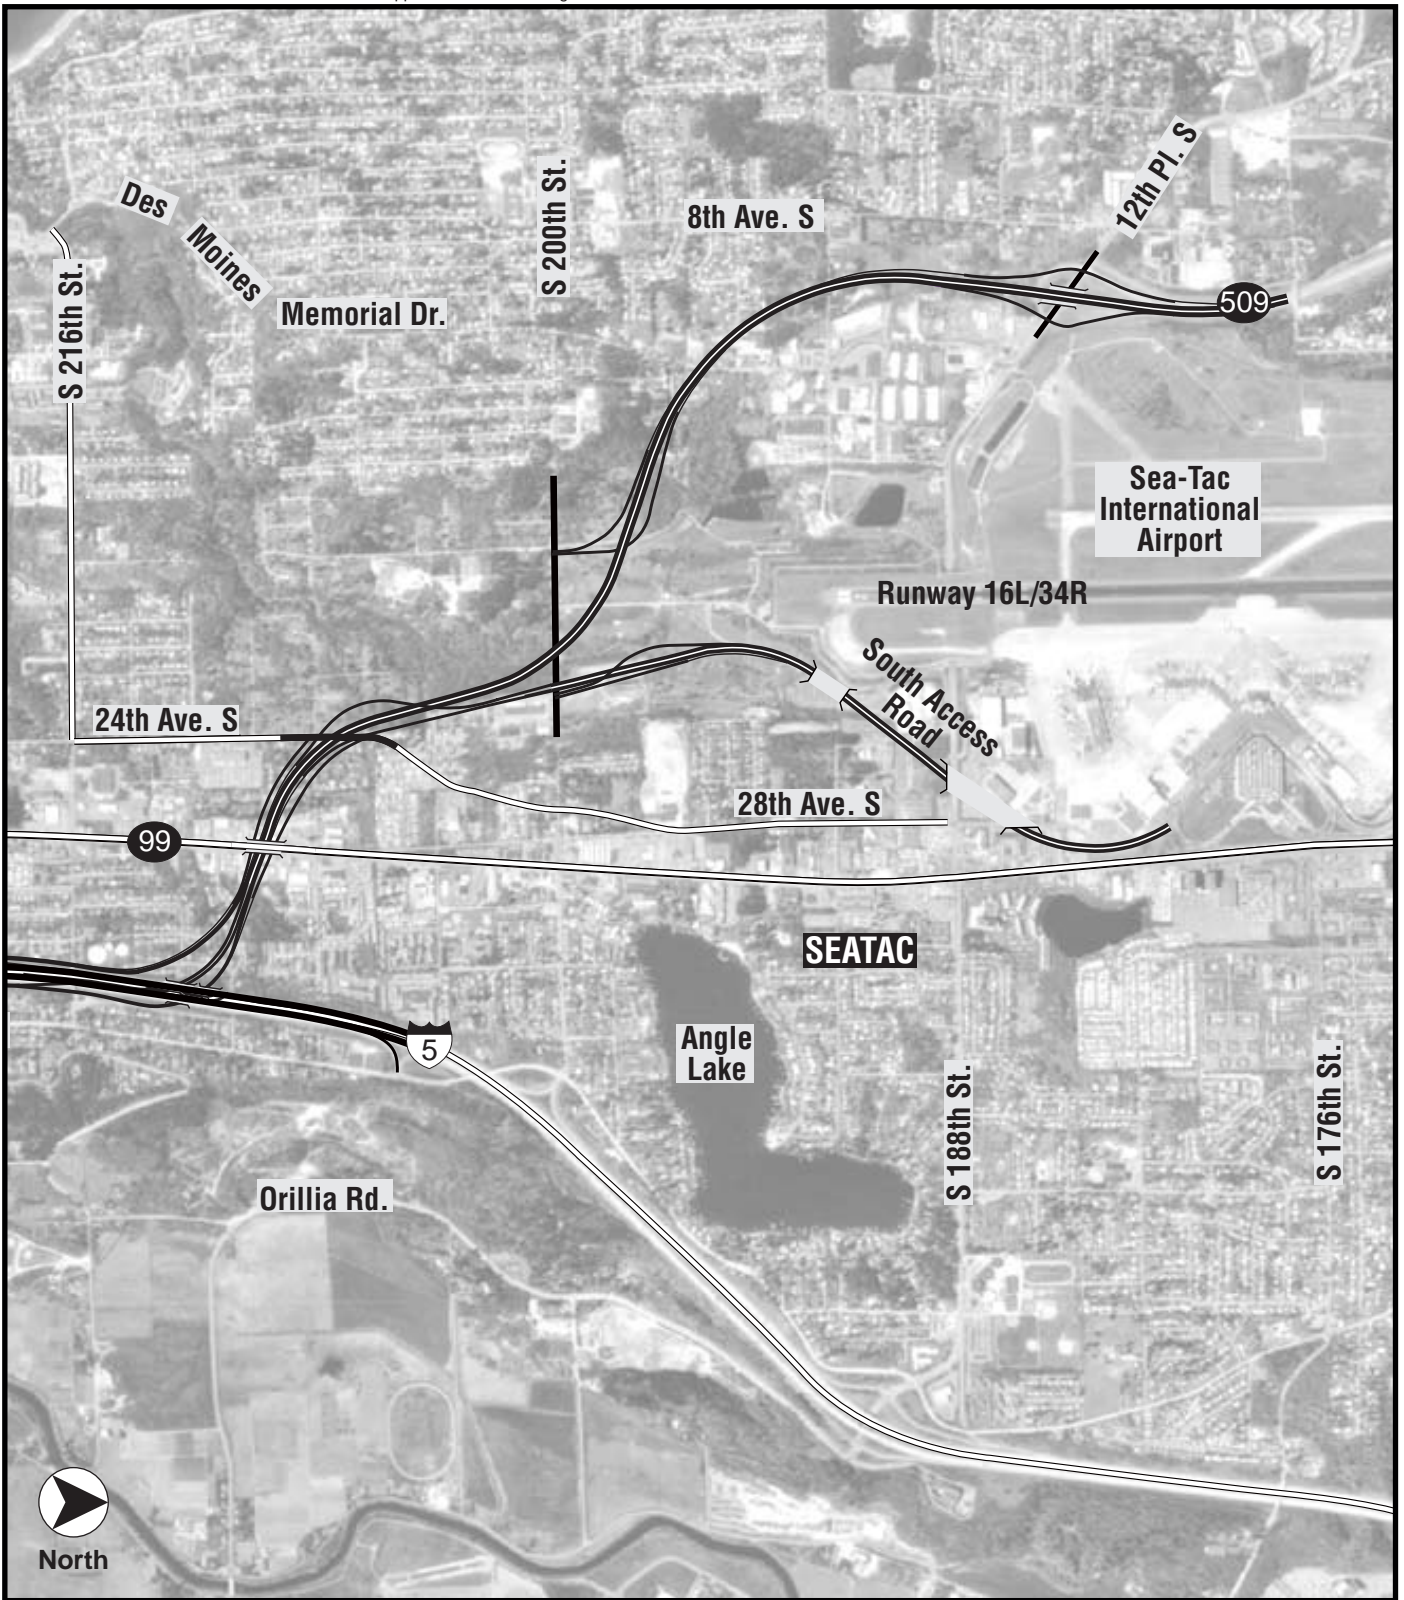 12th Pl. S
S 200th St.
Des
Moines
Memorial Dr.
8th Ave. S
S 216th St.
509
Sea-Tac
International
Airport
Runway 16L/34R
South Access
Road
24th Ave. S
28th Ave. S
99
SEATAC
5
Angle
Lake
S 188th St.
S 176th St.
Orillia Rd.
North